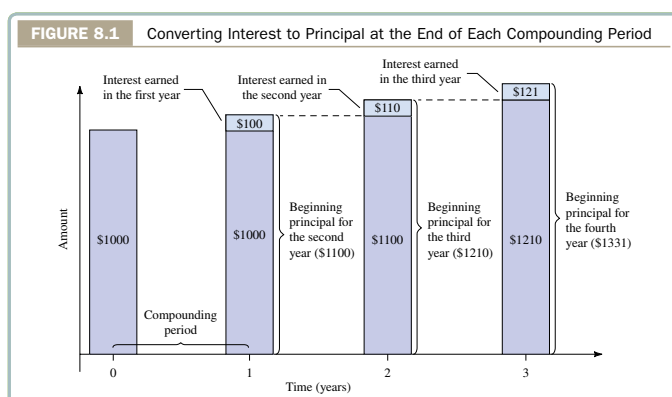 FIGURE 8.1 Converting Interest to Principal at the End of Each Compounding Period
Interest earned
in the first year
Interest earned in
the second year
Interest earned
in the third year
$100
$110
$121
Amount
$1000
$1000
Beginning
principal for
the second
year ($1100)
$1100
Beginning
principal for
the third
year ($1210)
$1210
Beginning
principal for
the fourth
year ($1331)
Compounding
period
0 1 2 3
Time (years)